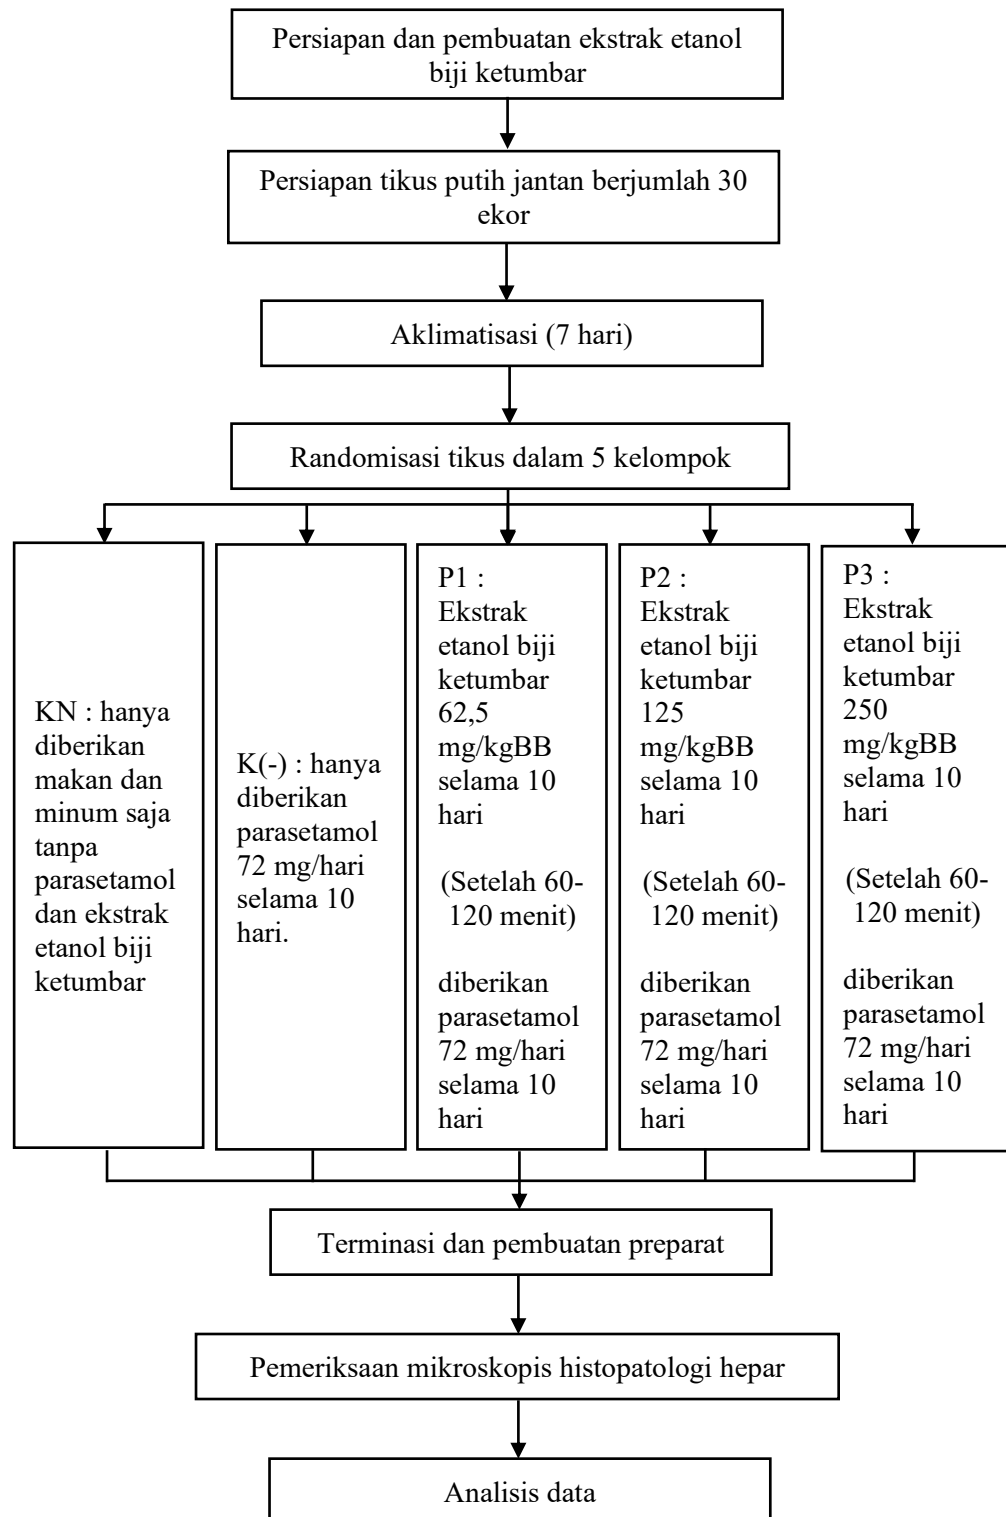 Persiapan dan pembuatan ekstrak etanol
biji ketumbar
Persiapan tikus putih jantan berjumlah 30
ekor
Aklimatisasi (7 hari)
Randomisasi tikus dalam 5 kelompok
KN : hanya
diberikan
makan dan
minum saja
tanpa
parasetamol
dan ekstrak
etanol biji
ketumbar
K(-) : hanya
diberikan
parasetamol
72 mg/hari
selama 10
hari.
P1 :
Ekstrak
etanol biji
ketumbar
62,5
mg/kgBB
selama 10
hari
(Setelah 60-
120 menit)
diberikan
parasetamol
72 mg/hari
selama 10
hari
P2 :
Ekstrak
etanol biji
ketumbar
125
mg/kgBB
selama 10
hari
(Setelah 60-
120 menit)
diberikan
parasetamol
72 mg/hari
selama 10
hari
P3 :
Ekstrak
etanol biji
ketumbar
250
mg/kgBB
selama 10
hari
(Setelah 60-
120 menit)
diberikan
parasetamol
72 mg/hari
selama 10
hari
Terminasi dan pembuatan preparat
Pemeriksaan mikroskopis histopatologi hepar
Analisis data